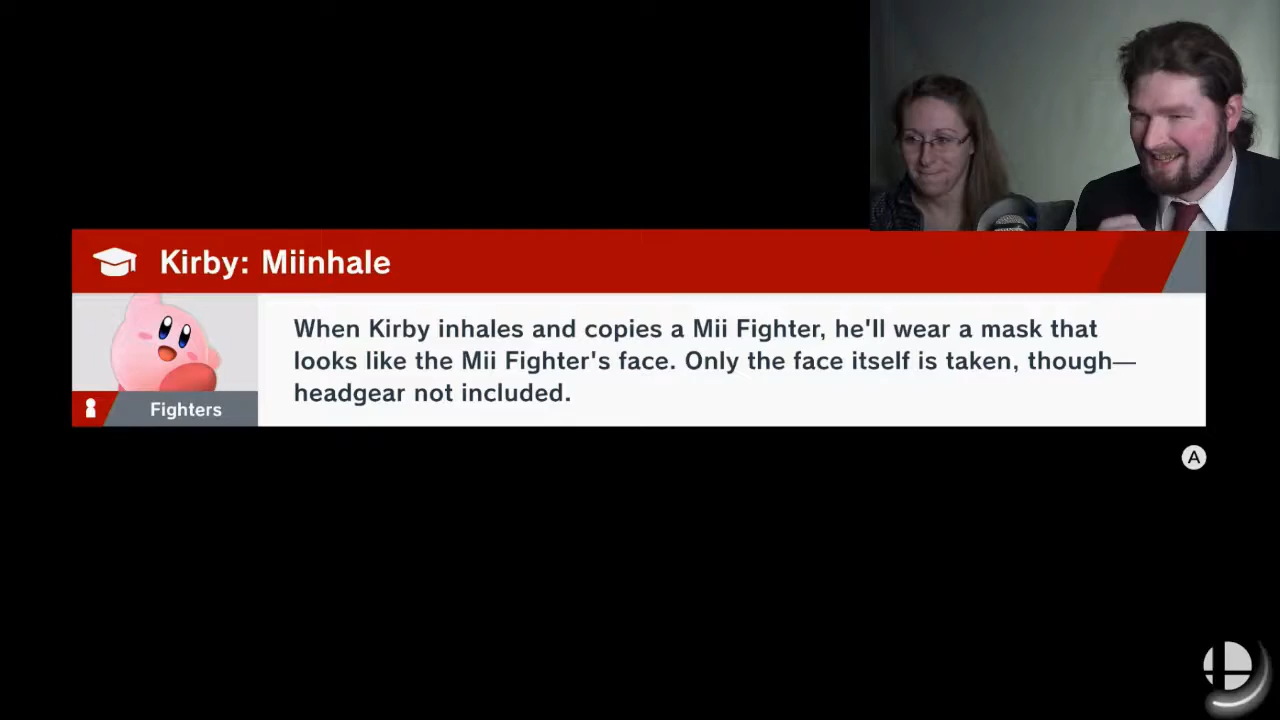 Kirby: Miinhale
When Kirby inhales and copies a Mii Fighter, he'll wear a mask that
looks like the Mii Fighter's face. Only the face itself is taken, though—
headgear not included.
Fighters
A